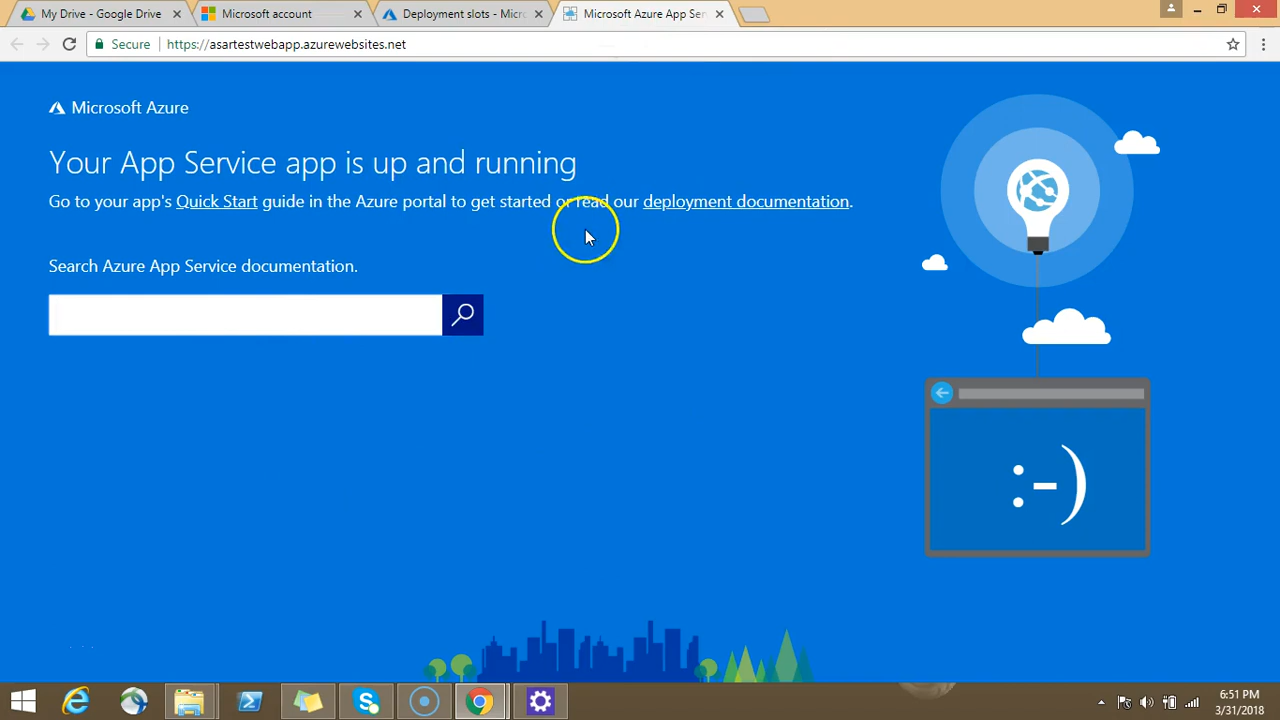 My Drive - Google Drive
Microsoft account
Deployment slots - Micro
Microsoft Azure App Ser
Secure
https://asartestwebapp.azurewebsites.net
Microsoft Azure
Your App Service app is up and running
Go to your app's Quick Start guide in the Azure portal to get started or read our deployment documentation.
Search Azure App Service documentation.
:-)
6:51 PM
3/31/2018